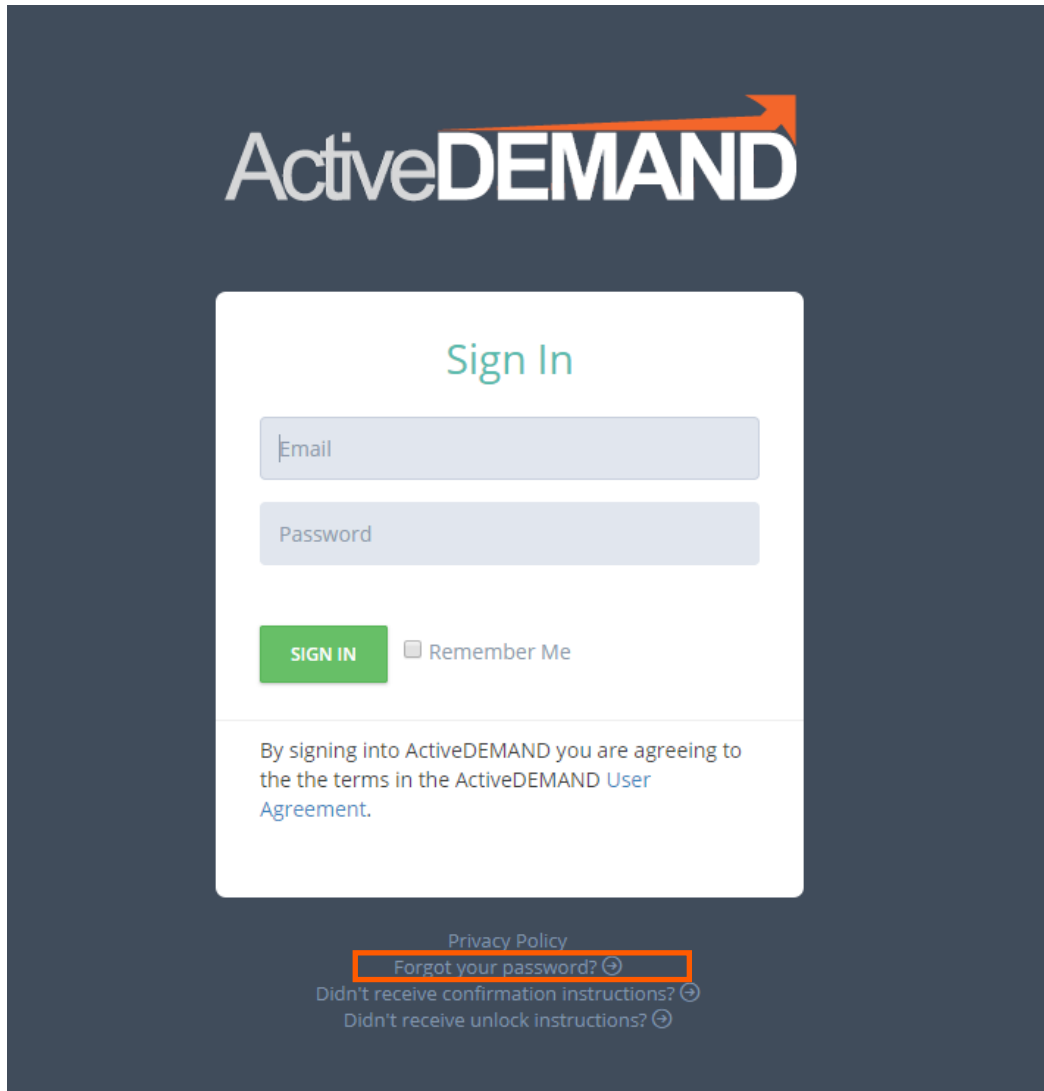 ActiveDEMAND
Sign In
Email
Password
SIGN IN
Remember Me
By signing into ActiveDEMAND you are agreeing to
the the terms in the ActiveDEMAND User
Agreement.
Privacy Policy
Forgot your password?
Didn't receive confirmation instructions?
Didn't receive unlock instructions?